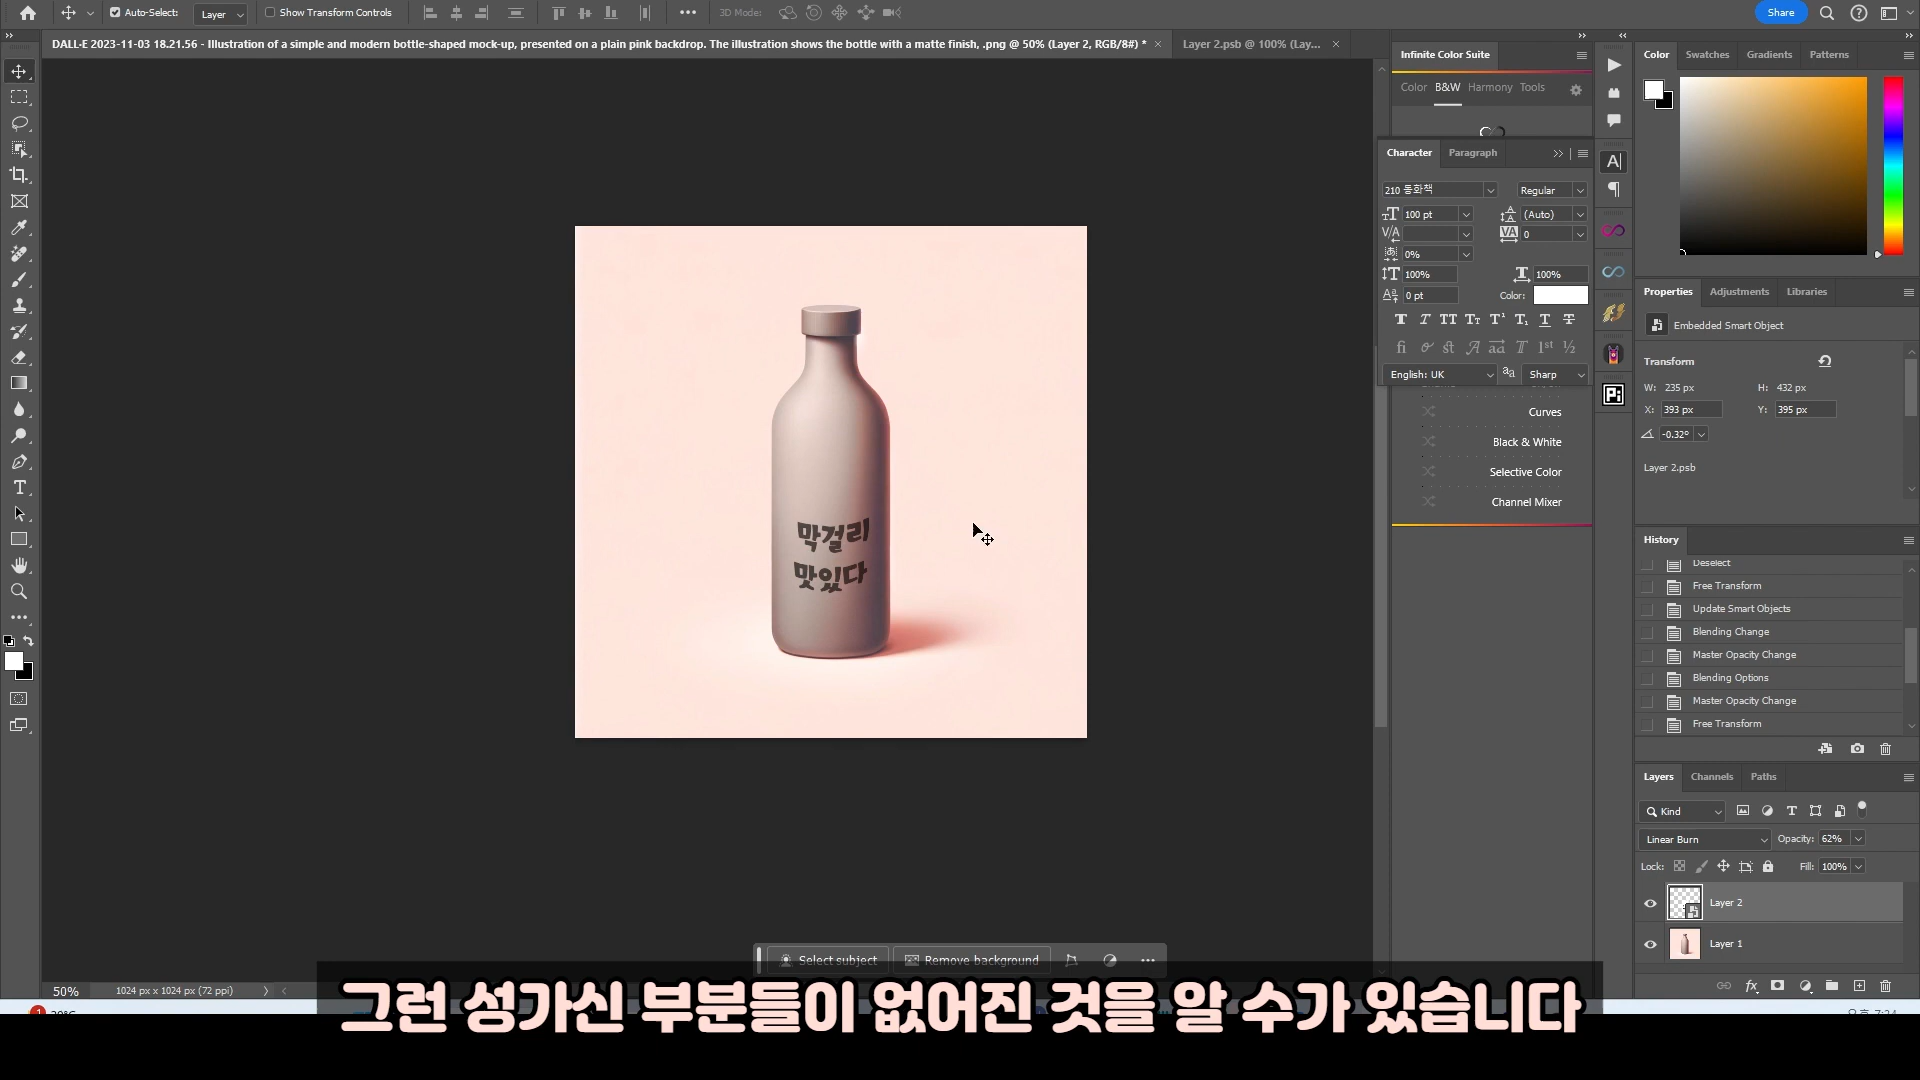 Auto-Select:
Layer
Show Transform Controls
3D Mode:
Share
DALL·E 2023-11-03 18.21.56 - Illustration of a simple and modern bottle-shaped mock-up, presented on a plain pink backdrop. The illustration shows the bottle with a matte finish, .png @ 50% (Layer 2, RGB/8#) *
Layer 2.psb @ 100% (Lay...
Infinite Color Suite
Color
B&W
Harmony
Tools
Character
Paragraph
210 동화책
Regular
100 pt
(Auto)
0
0%
100%
100%
0 pt
Color:
English: UK
Sharp
Curves
Black & White
Selective Color
Channel Mixer
Color
Swatches
Gradients
Patterns
Properties
Adjustments
Libraries
Embedded Smart Object
Transform
W: 235 px
H: 432 px
X: 393 px
Y: 395 px
-0.32°
Layer 2.psb
History
Deselect
Free Transform
Update Smart Objects
Blending Change
Master Opacity Change
Blending Options
Master Opacity Change
Free Transform
Layers
Channels
Paths
Kind
Linear Burn
Opacity: 62%
Lock:
Fill: 100%
Layer 2
Layer 1
막걸리
맛있다
Select subject
Remove background
50%
1024 px x 1024 px (72 ppi)
그런 성가신 부분들이 없어진 것을 알 수가 있습니다